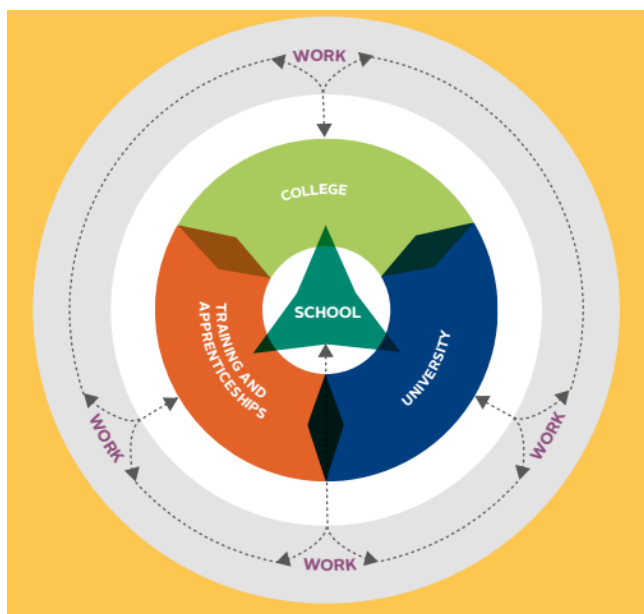 WORK
COLLEGE
SCHOOL
TRAINING AND
APPRENTICESHIPS
UNIVERSITY
WORK
WORK
WORK